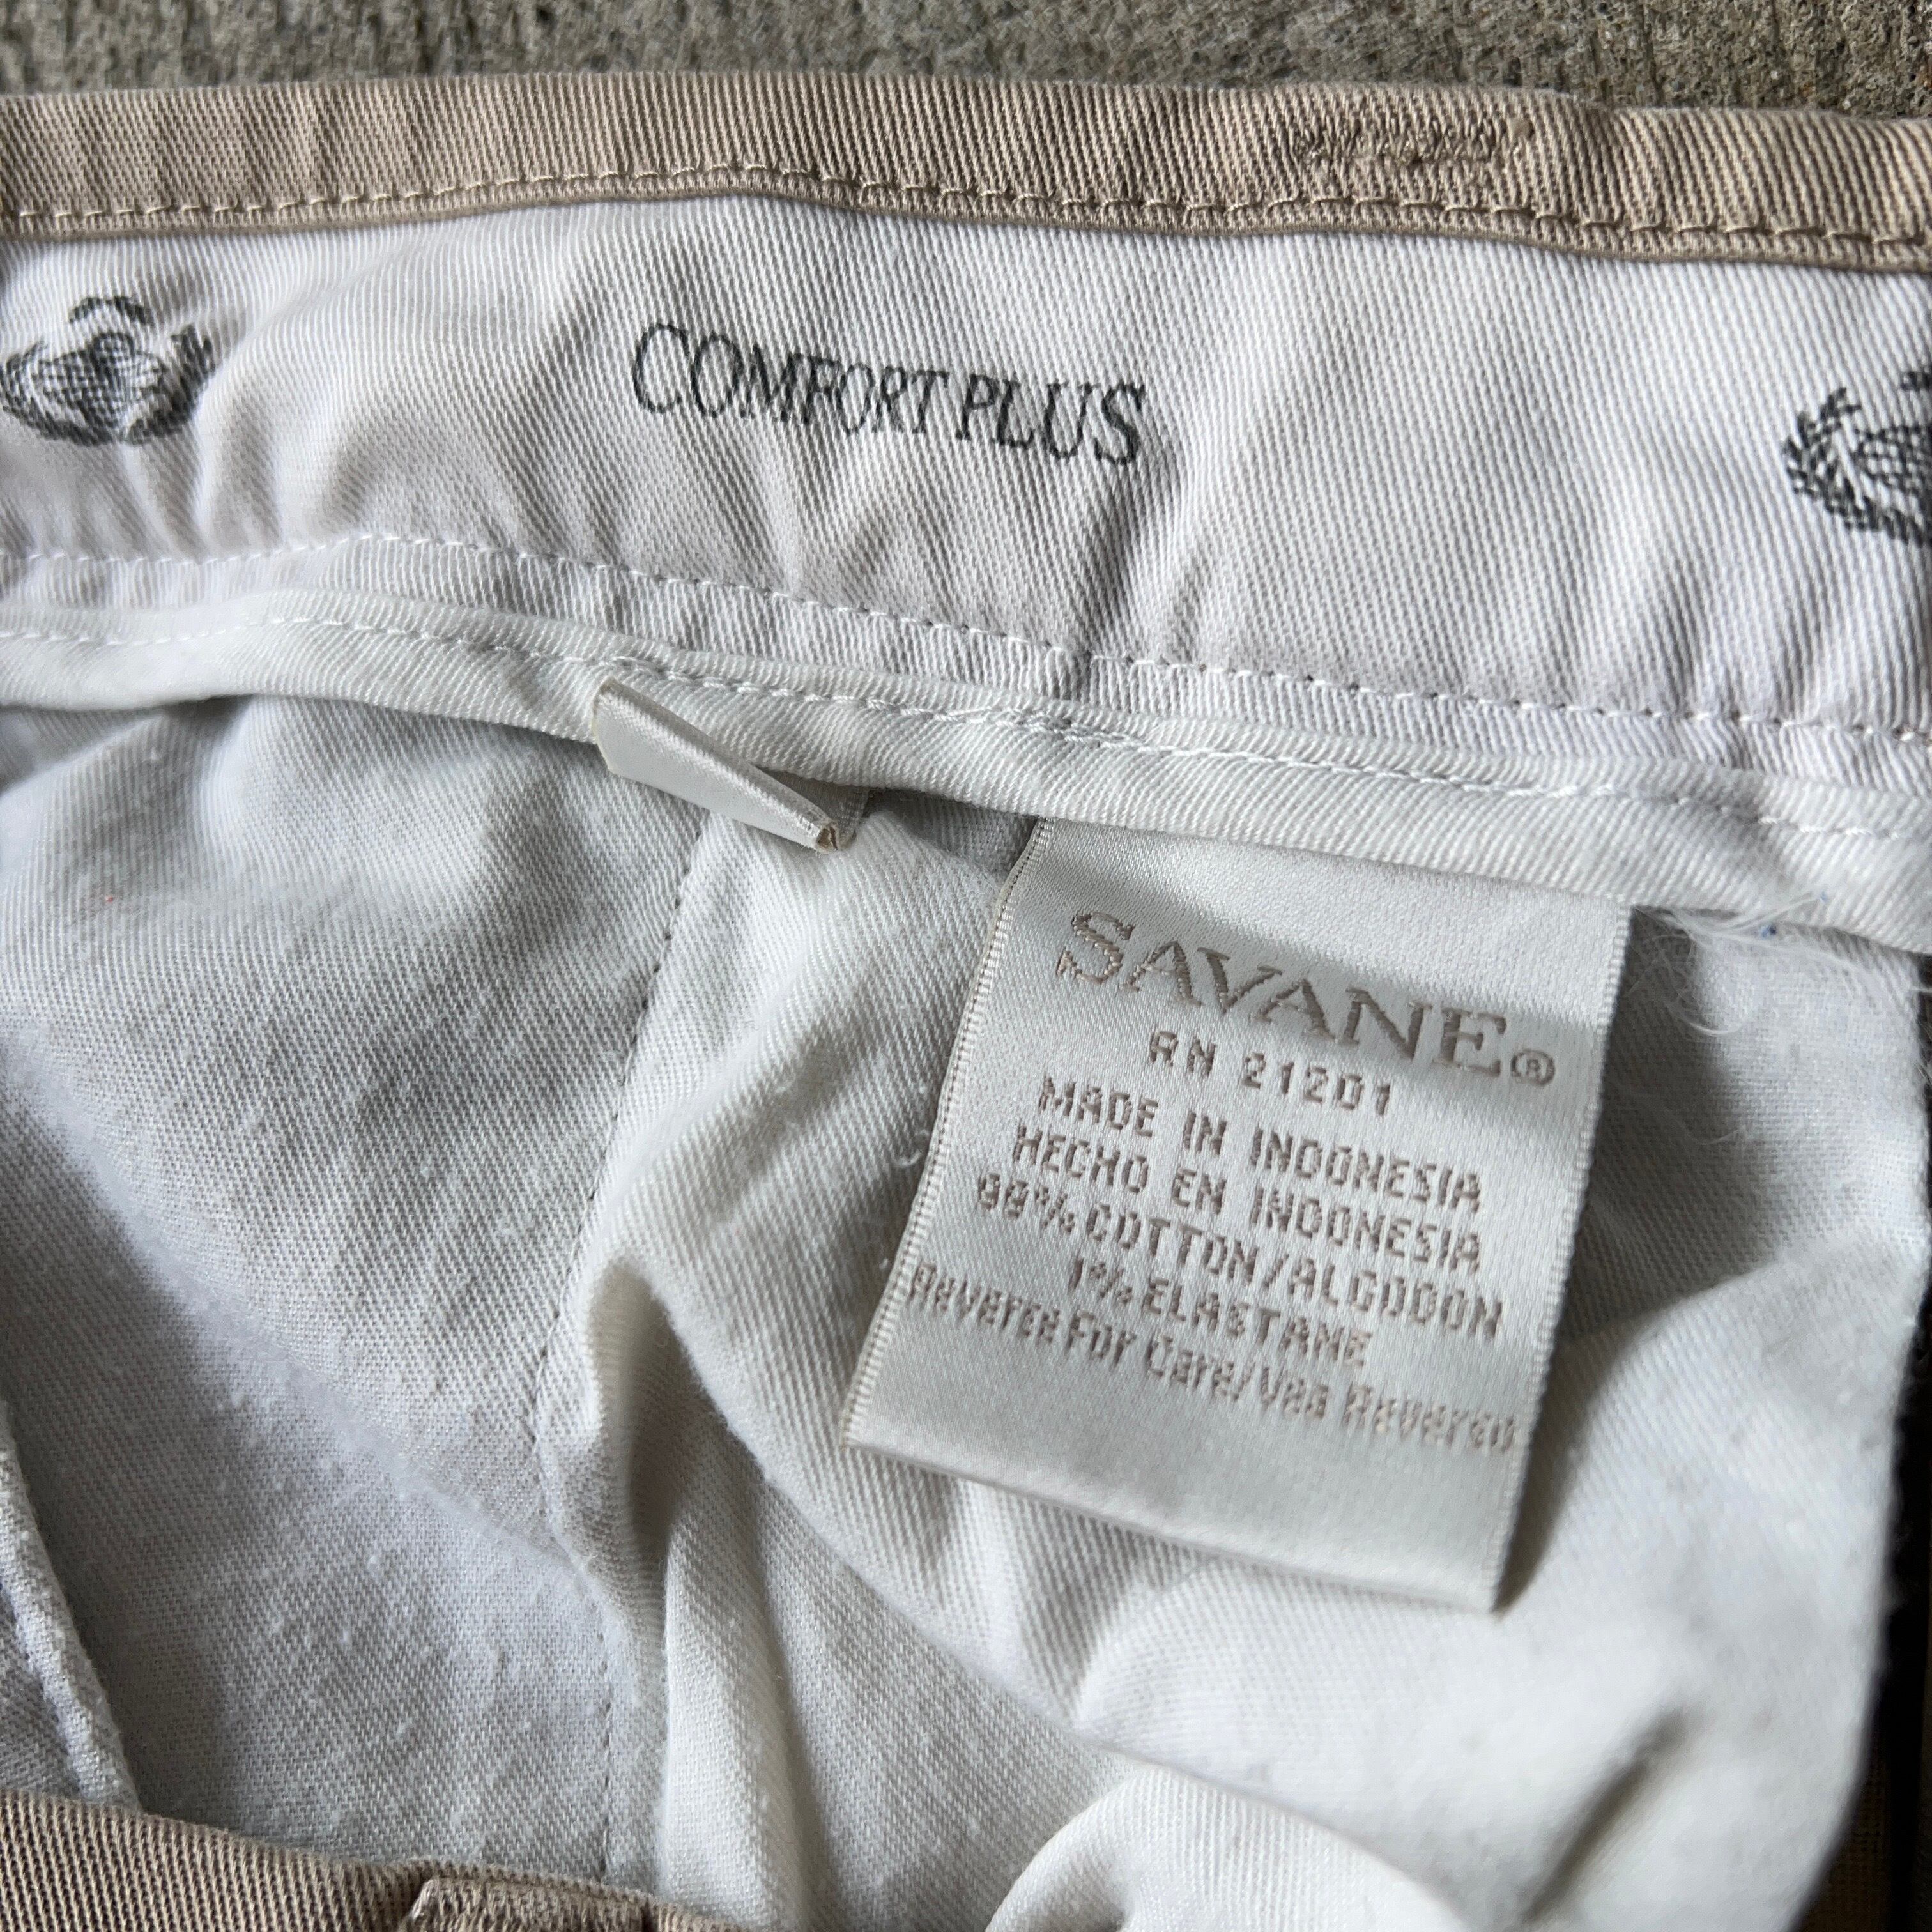 COMFORT PLUS
SAVANE®
RN 21201
MADE IN INDONESIA
HECHO EN INDONESIA
99% COTTON/ALGODON
1% ELASTANE
Reverse For Care/Vea Reverso